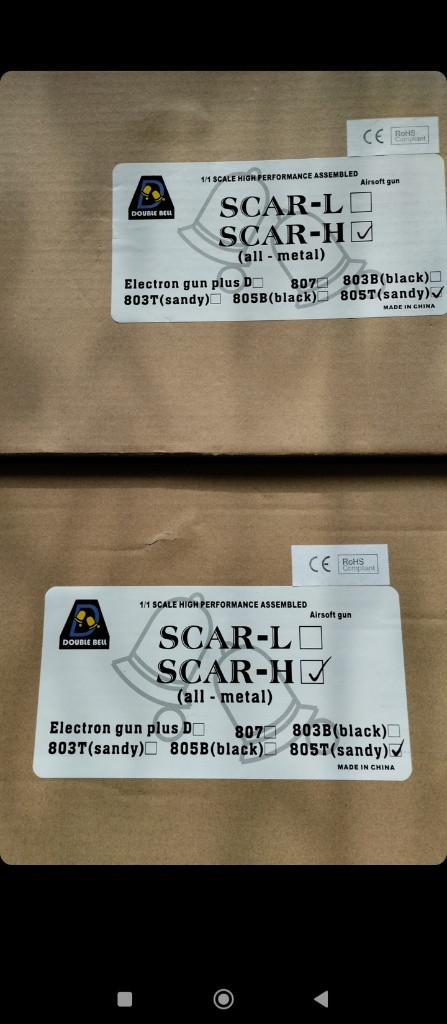 CE RoHS Compliant
1/1 SCALE HIGH PERFORMANCE ASSEMBLED
Airsoft gun
DOUBLE BELL
SCAR-L☐
SCAR-H☑
(all - metal)
Electron gun plus D☐ 807☐ 803B(black)☐
803T(sandy)☐ 805B(black)☐ 805T(sandy)☑
MADE IN CHINA
CE RoHS Compliant
1/1 SCALE HIGH PERFORMANCE ASSEMBLED
Airsoft gun
DOUBLE BELL
SCAR-L☐
SCAR-H☑
(all - metal)
Electron gun plus D☐ 807☐ 803B(black)☐
803T(sandy)☐ 805B(black)☐ 805T(sandy)☑
MADE IN CHINA